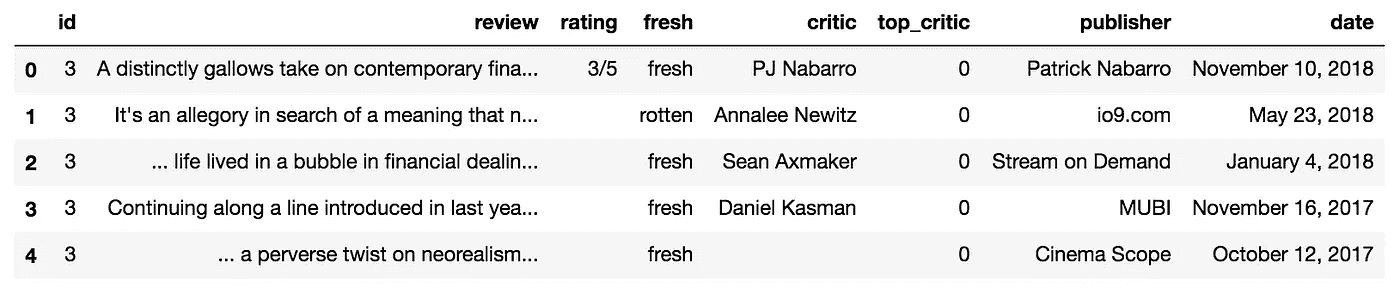 id review rating fresh critic top_critic publisher date
0 3 A distinctly gallows take on contemporary fina... 3/5 fresh PJ Nabarro 0 Patrick Nabarro November 10, 2018
1 3 It's an allegory in search of a meaning that n... rotten Annalee Newitz 0 io9.com May 23, 2018
2 3 ... life lived in a bubble in financial dealin... fresh Sean Axmaker 0 Stream on Demand January 4, 2018
3 3 Continuing along a line introduced in last yea... fresh Daniel Kasman 0 MUBI November 16, 2017
4 3 ... a perverse twist on neorealism... fresh 0 Cinema Scope October 12, 2017